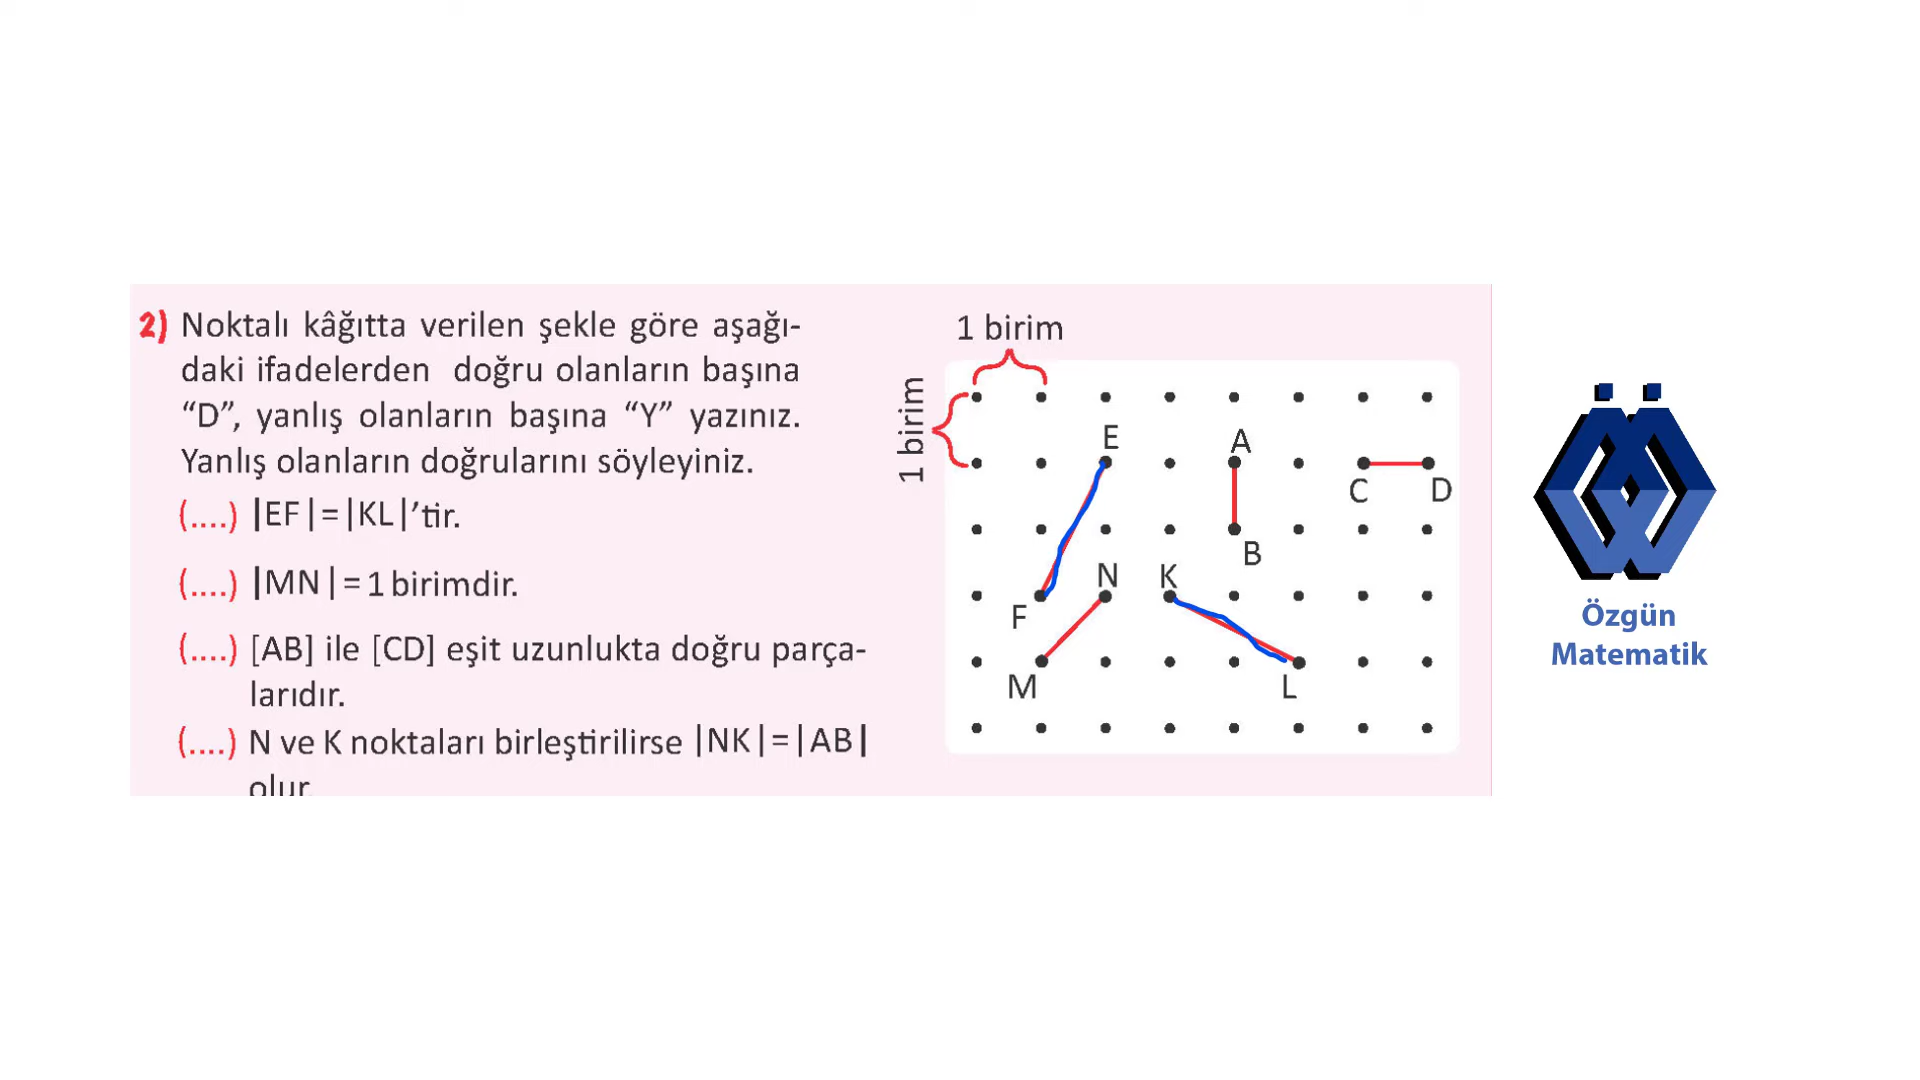 2) Noktalı kâğıtta verilen şekle göre aşağı-
daki ifadelerden doğru olanların başına
“D”, yanlış olanların başına “Y” yazınız.
Yanlış olanların doğrularını söyleyiniz.
(....) |EF|=|KL|’tir.
(....) |MN|=1 birimdir.
(....) [AB] ile [CD] eşit uzunlukta doğru parça-
larıdır.
(....) N ve K noktaları birleştirilirse |NK|=|AB|
olur.
1 birim
1 birim
E
A
C
D
B
N
K
F
M
L
Özgün
Matematik